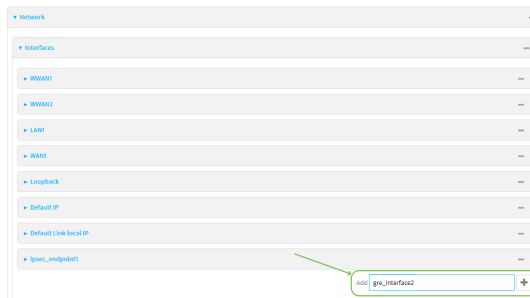 Network
Interfaces
WWAN1
WWAN2
LAN1
WAN1
Loopback
Default IP
Default Link-local IP
ipsec_endpoint1
Add gre_interface2